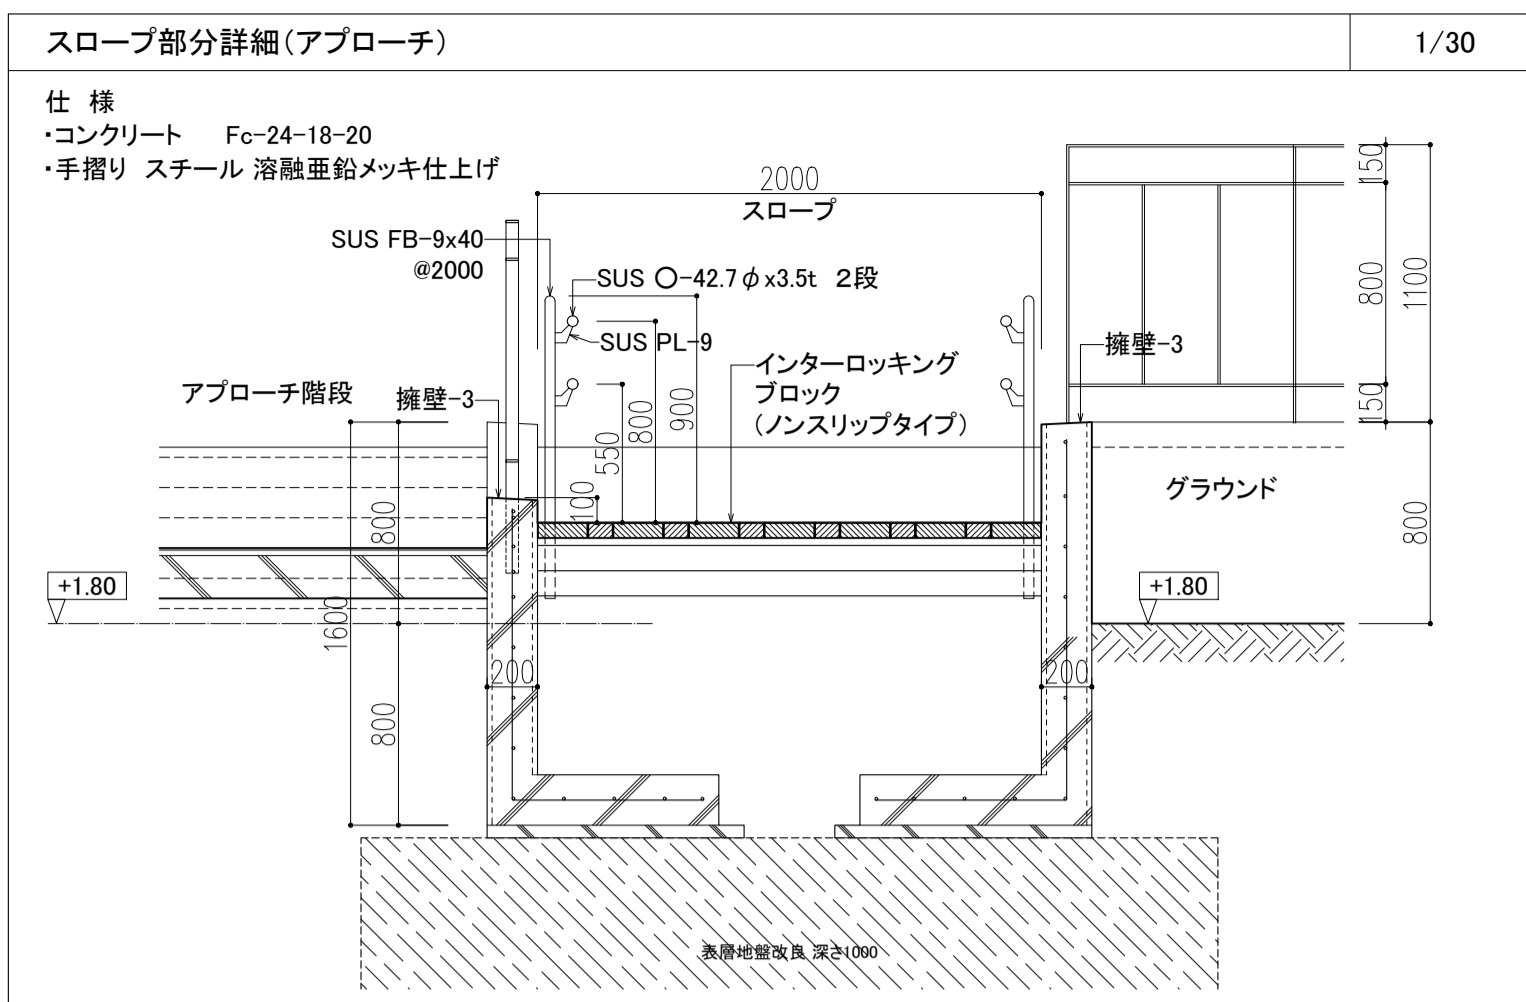 スロープ部分詳細(アプローチ)
1/30
仕 様
・コンクリート Fc-24-18-20
・手摺り スチール 溶融亜鉛メッキ仕上げ
2000
スロープ
SUS FB-9x40
@2000
SUS 〇-42.7φx3.5t 2段
SUS PL-9
インターロッキング
ブロック
(ノンスリップタイプ)
アプローチ階段
擁壁-3
擁壁-3
150
800
1100
150
900
800
550
100
グラウンド
800
800
1600
800
+1.80
+1.80
200
200
表層地盤改良 深さ1000